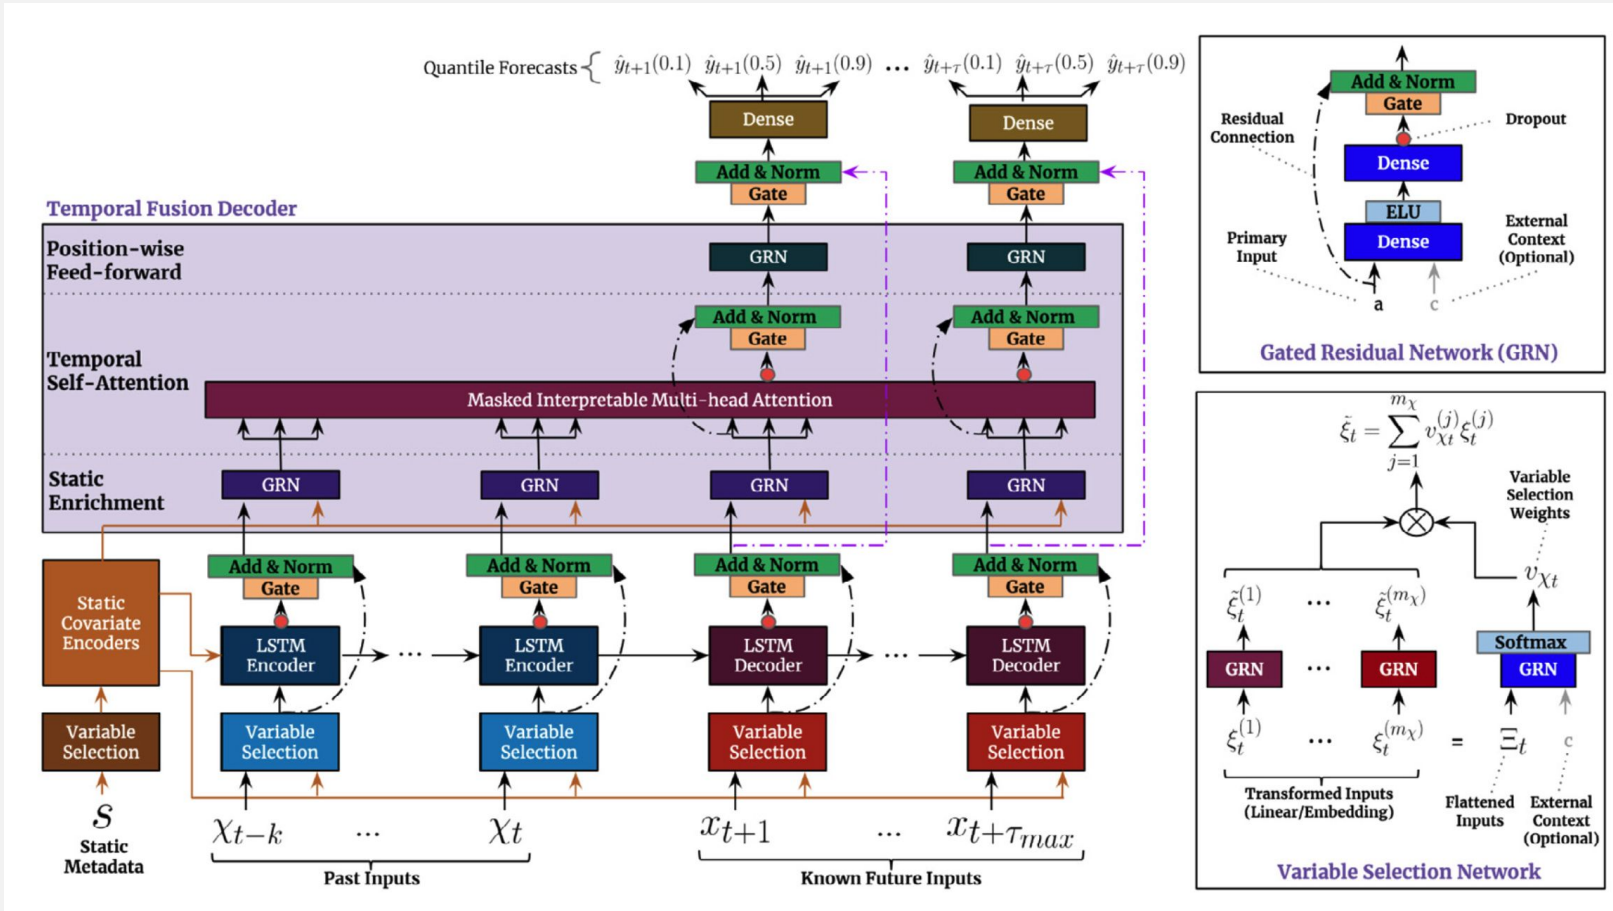 Quantile Forecasts { ŷt+1(0.1) ŷt+1(0.5) ŷt+1(0.9) ... ŷt+τ(0.1) ŷt+τ(0.5) ŷt+τ(0.9)
Dense Dense
Add & Norm Add & Norm
Gate Gate
Temporal Fusion Decoder
Position-wise
Feed-forward
GRN GRN
Add & Norm Add & Norm
Gate Gate
Temporal
Self-Attention
Masked Interpretable Multi-head Attention
Static
Enrichment
GRN GRN GRN GRN
Add & Norm Add & Norm Add & Norm Add & Norm
Gate Gate Gate Gate
Static
Covariate
Encoders
LSTM
Encoder
...
LSTM
Encoder
LSTM
Decoder
...
LSTM
Decoder
Variable
Selection
Variable
Selection
Variable
Selection
Variable
Selection
Variable
Selection
s
Static
Metadata
χt−k ... χt xt+1 ... xt+τmax
Past Inputs
Known Future Inputs
Add & Norm
Gate
Residual
Connection
Dropout
Dense
ELU
Dense
Primary
Input
External
Context
(Optional)
a c
Gated Residual Network (GRN)
ξ̃t = ∑j=1^mχ vχt^(j) ξ̃t^(j)
Variable
Selection
Weights
vχt
ξ̃t^(1) ... ξ̃t^(mχ)
Softmax
GRN ... GRN GRN
ξt^(1) ... ξt^(mχ) = Ξt c
Transformed Inputs
(Linear/Embedding)
Flattened
Inputs
External
Context
(Optional)
Variable Selection Network